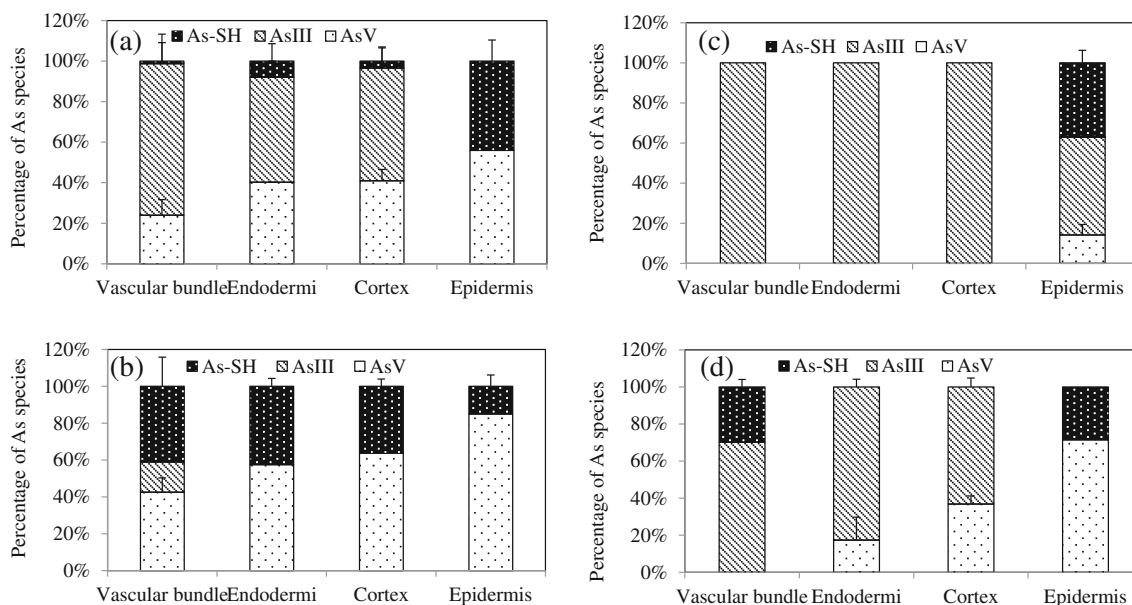 (a)
As-SH AsIII AsV
Percentage of As species
120%
100%
80%
60%
40%
20%
0%
Vascular bundle Endodermi Cortex Epidermis
(c)
As-SH AsIII AsV
Percentage of As species
120%
100%
80%
60%
40%
20%
0%
Vascular bundle Endodermi Cortex Epidermis
(b)
As-SH AsIII AsV
Percentage of As species
120%
100%
80%
60%
40%
20%
0%
Vascular bundle Endodermi Cortex Epidermis
(d)
As-SH AsIII AsV
Percentage of As species
120%
100%
80%
60%
40%
20%
0%
Vascular bundle Endodermi Cortex Epidermis